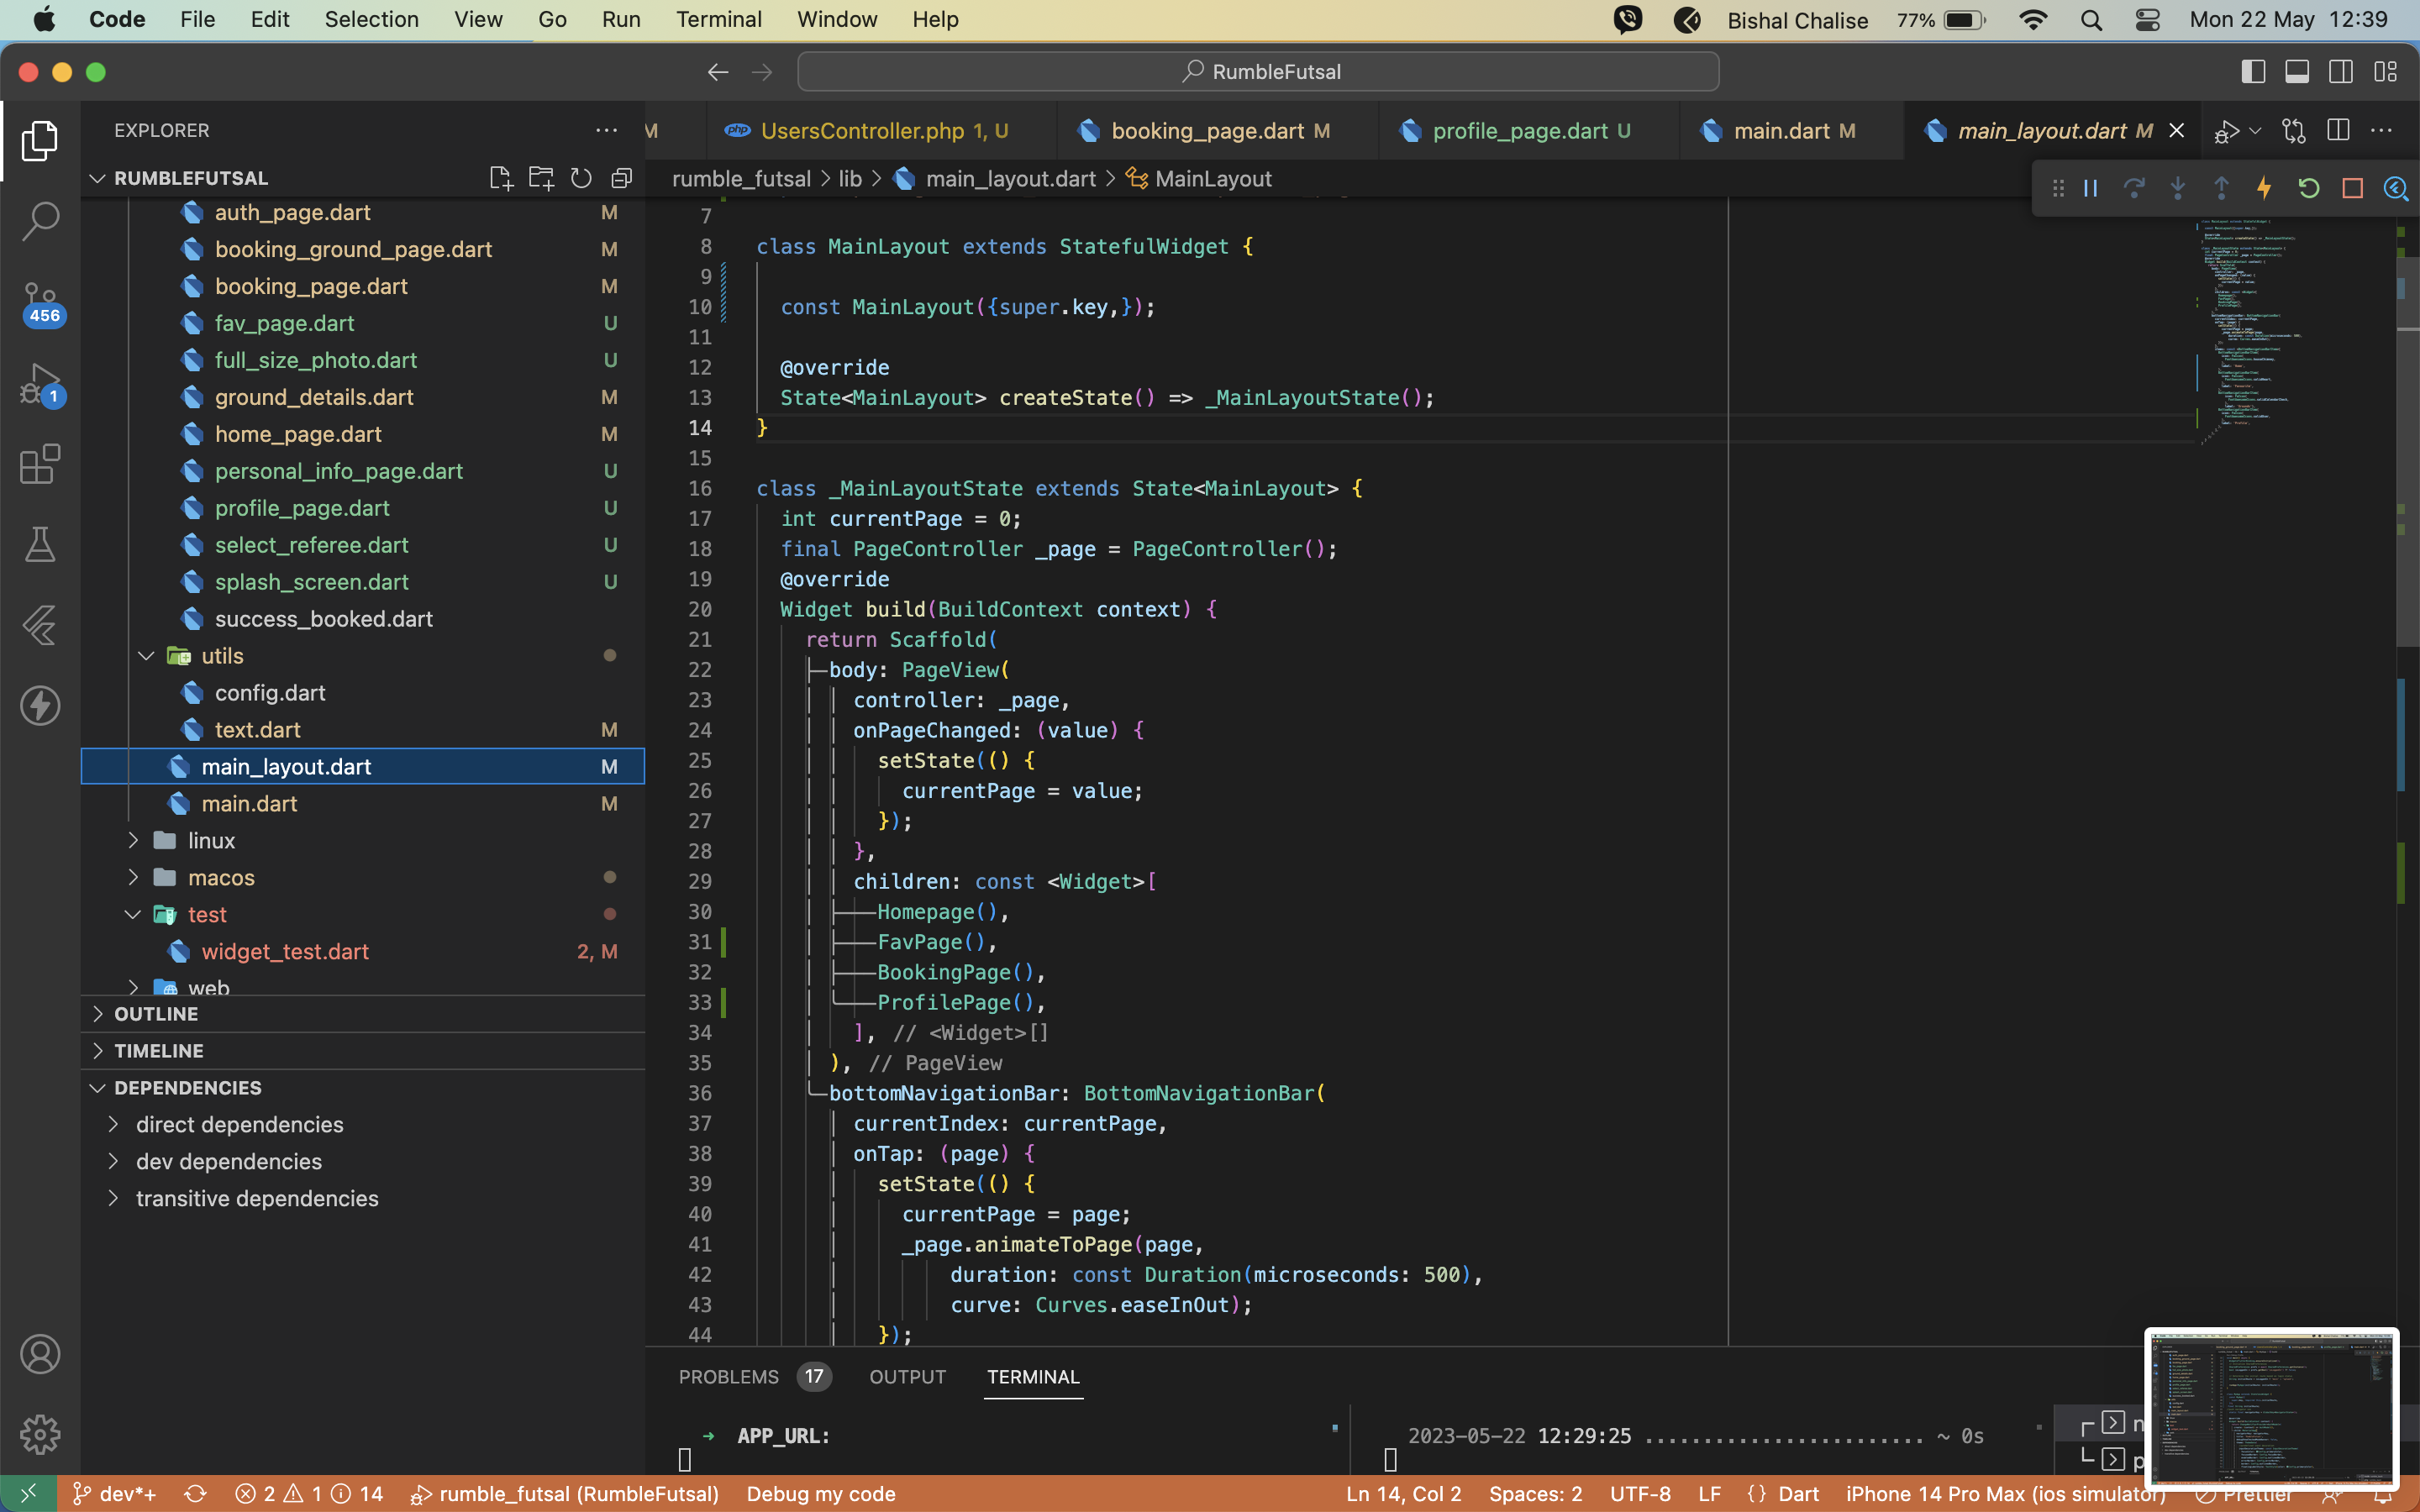 Code File Edit Selection View Go Run Terminal Window Help Bishal Chalise 77% Mon 22 May 12:39
RumbleFutsal
EXPLORER
RUMBLEFUTSAL
auth_page.dart M
booking_ground_page.dart M
booking_page.dart M
fav_page.dart U
full_size_photo.dart U
ground_details.dart M
home_page.dart M
personal_info_page.dart U
profile_page.dart U
select_referee.dart U
splash_screen.dart U
success_booked.dart
utils
config.dart
text.dart M
main_layout.dart M
main.dart M
linux
macos
test
widget_test.dart 2, M
web
OUTLINE
TIMELINE
DEPENDENCIES
direct dependencies
dev dependencies
transitive dependencies
456
1
M php UsersController.php 1, U booking_page.dart M profile_page.dart U main.dart M main_layout.dart M
rumble_futsal > lib > main_layout.dart > MainLayout
7
8 class MainLayout extends StatefulWidget {
9
10 const MainLayout({super.key,});
11
12 @override
13 State<MainLayout> createState() => _MainLayoutState();
14 }
15
16 class _MainLayoutState extends State<MainLayout> {
17 int currentPage = 0;
18 final PageController _page = PageController();
19 @override
20 Widget build(BuildContext context) {
21 return Scaffold(
22 body: PageView(
23 controller: _page,
24 onPageChanged: (value) {
25 setState(() {
26 currentPage = value;
27 });
28 },
29 children: const <Widget>[
30 Homepage(),
31 FavPage(),
32 BookingPage(),
33 ProfilePage(),
34 ], // <Widget>[]
35 ), // PageView
36 bottomNavigationBar: BottomNavigationBar(
37 currentIndex: currentPage,
38 onTap: (page) {
39 setState(() {
40 currentPage = page;
41 _page.animateToPage(page,
42 duration: const Duration(microseconds: 500),
43 curve: Curves.easeInOut);
44 });
PROBLEMS 17 OUTPUT TERMINAL
➜ APP_URL:
2023-05-22 12:29:25 ....................... ~ 0s
n
p
dev*+ 2 1 14 rumble_futsal (RumbleFutsal) Debug my code Ln 14, Col 2 Spaces: 2 UTF-8 LF {} Dart iPhone 14 Pro Max (ios simulator) Prettier